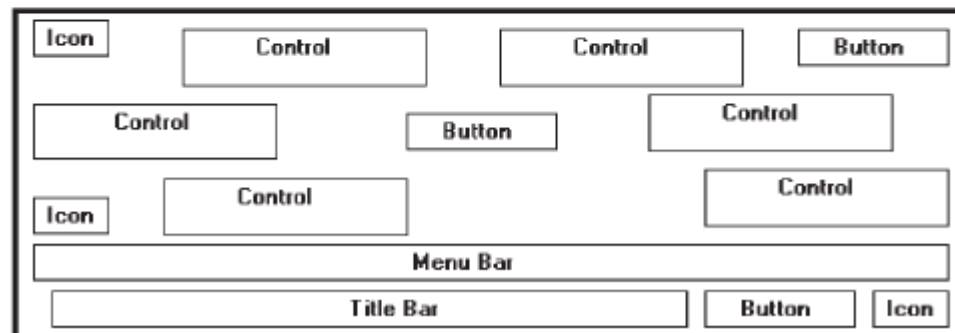 Icon Control Control Button
Control Button Control
Icon Control Control
Menu Bar
Title Bar Button Icon